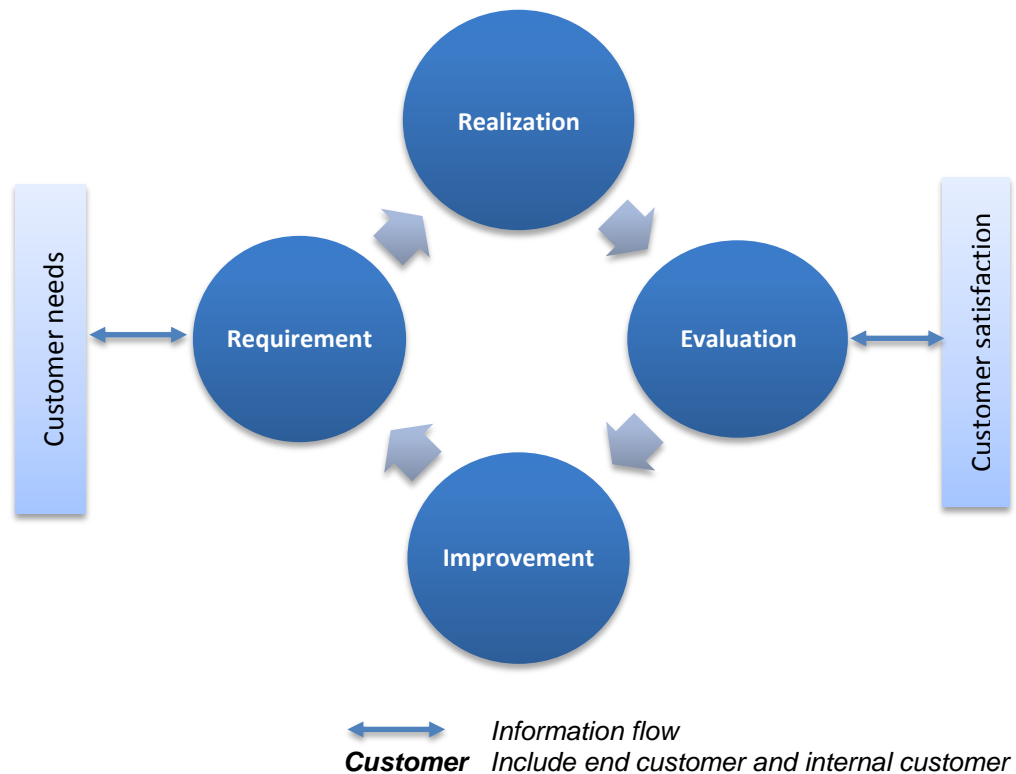 Realization
Customer needs
Requirement
Evaluation
Customer satisfaction
Improvement
Information flow
Customer Include end customer and internal customer